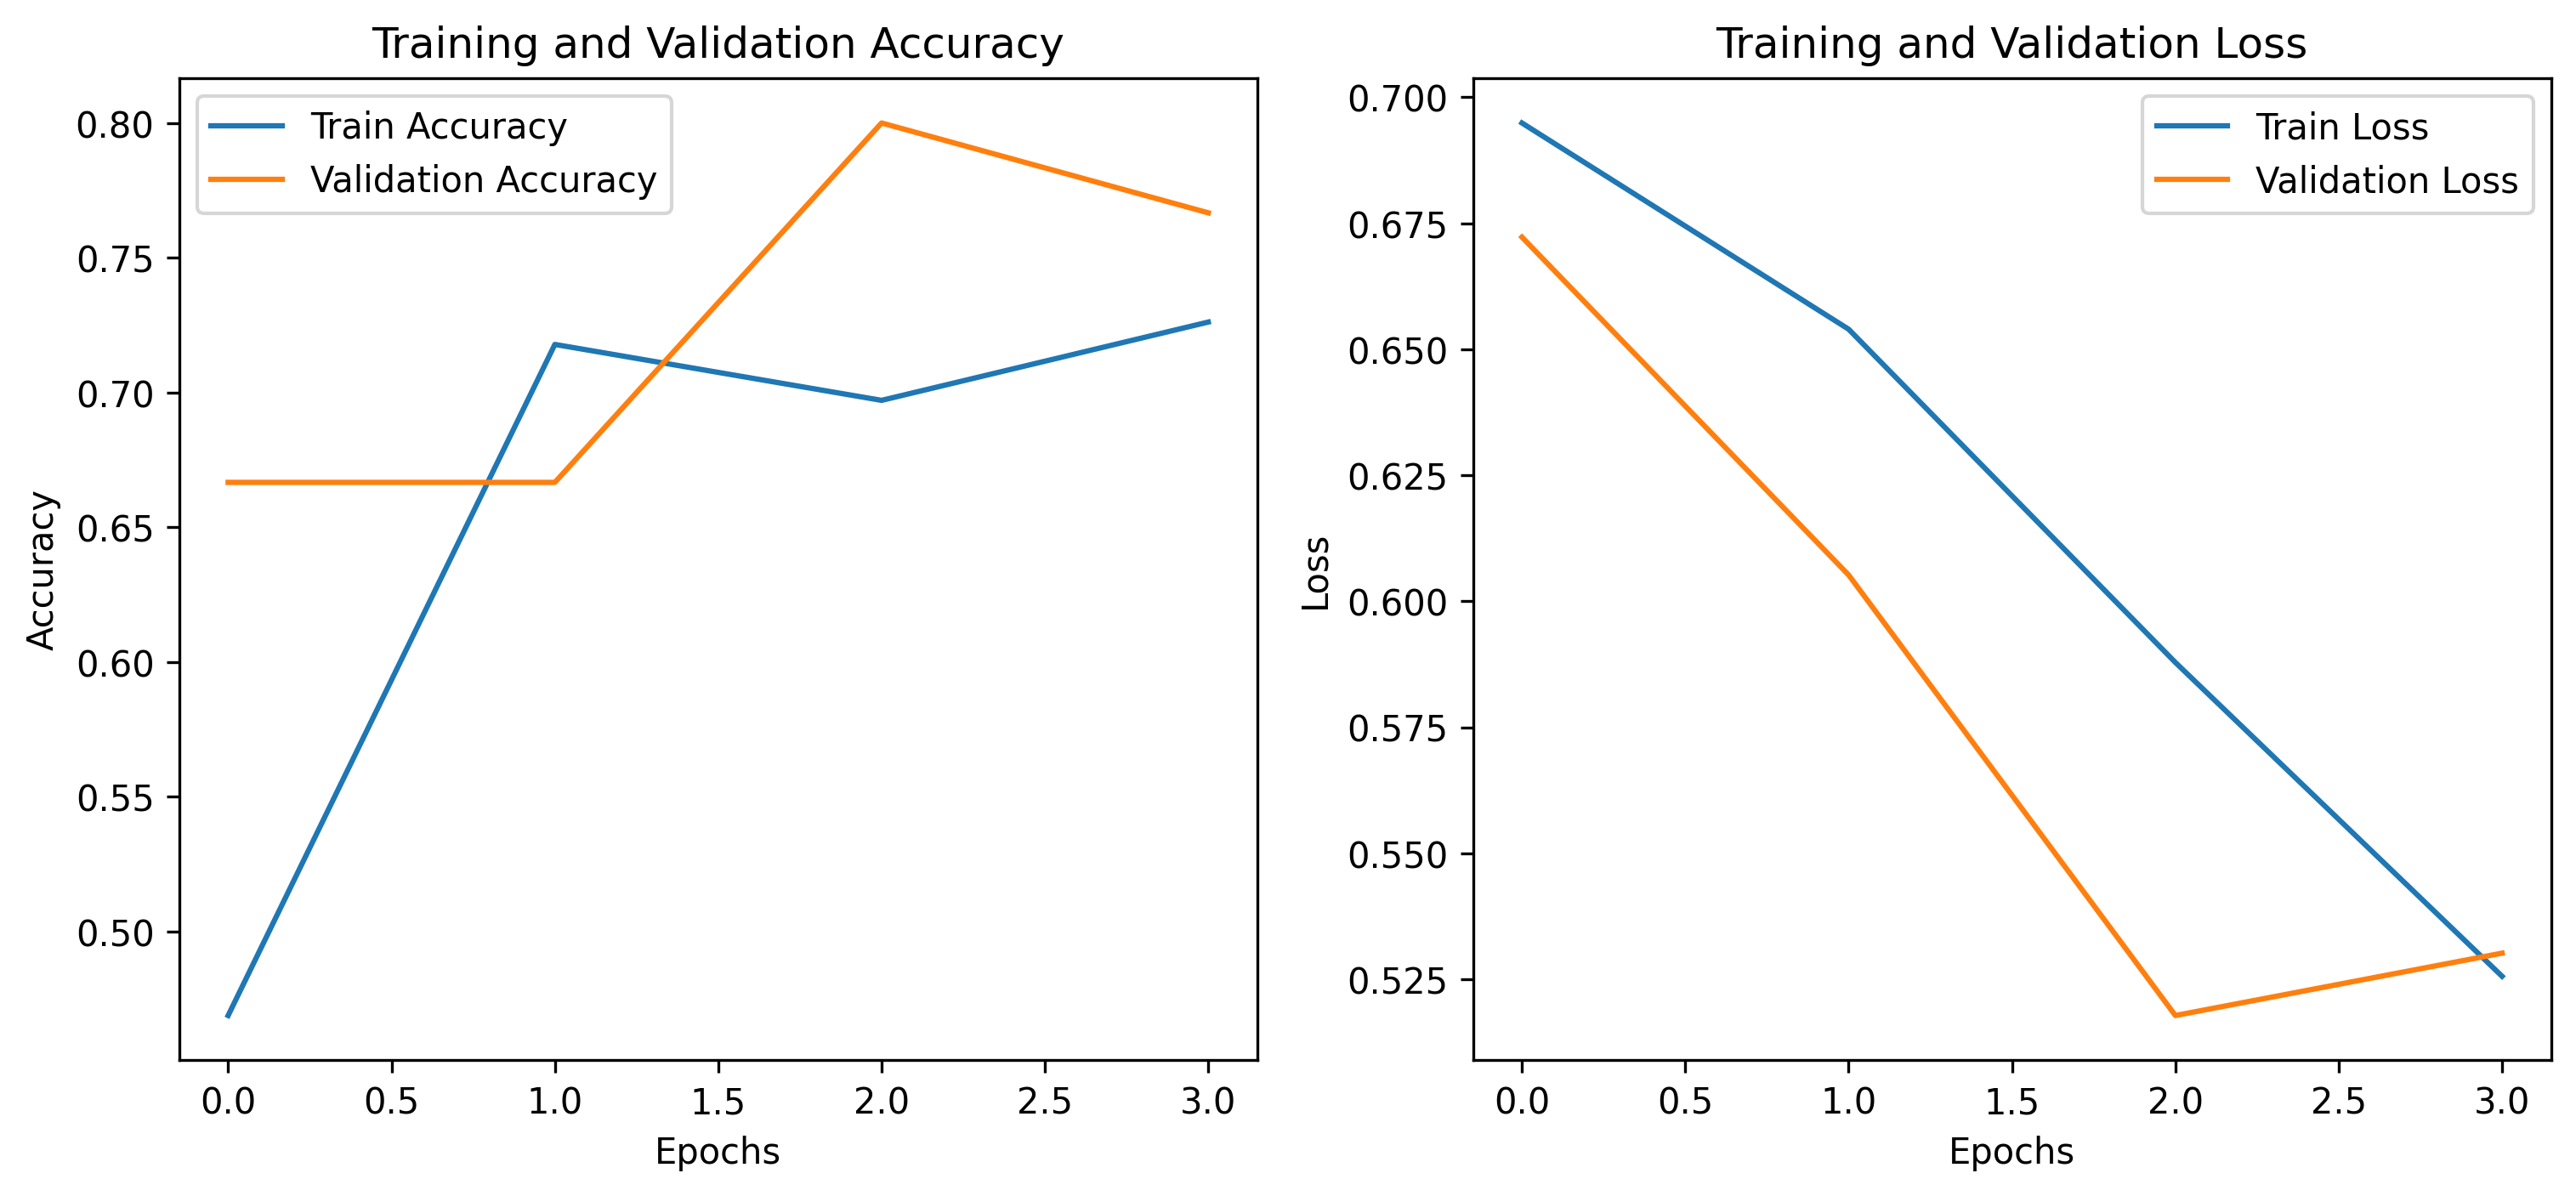 Training and Validation Accuracy
Train Accuracy
Validation Accuracy
Accuracy
0.80
0.75
0.70
0.65
0.60
0.55
0.50
0.0 0.5 1.0 1.5 2.0 2.5 3.0
Epochs
Training and Validation Loss
Train Loss
Validation Loss
Loss
0.700
0.675
0.650
0.625
0.600
0.575
0.550
0.525
0.0 0.5 1.0 1.5 2.0 2.5 3.0
Epochs